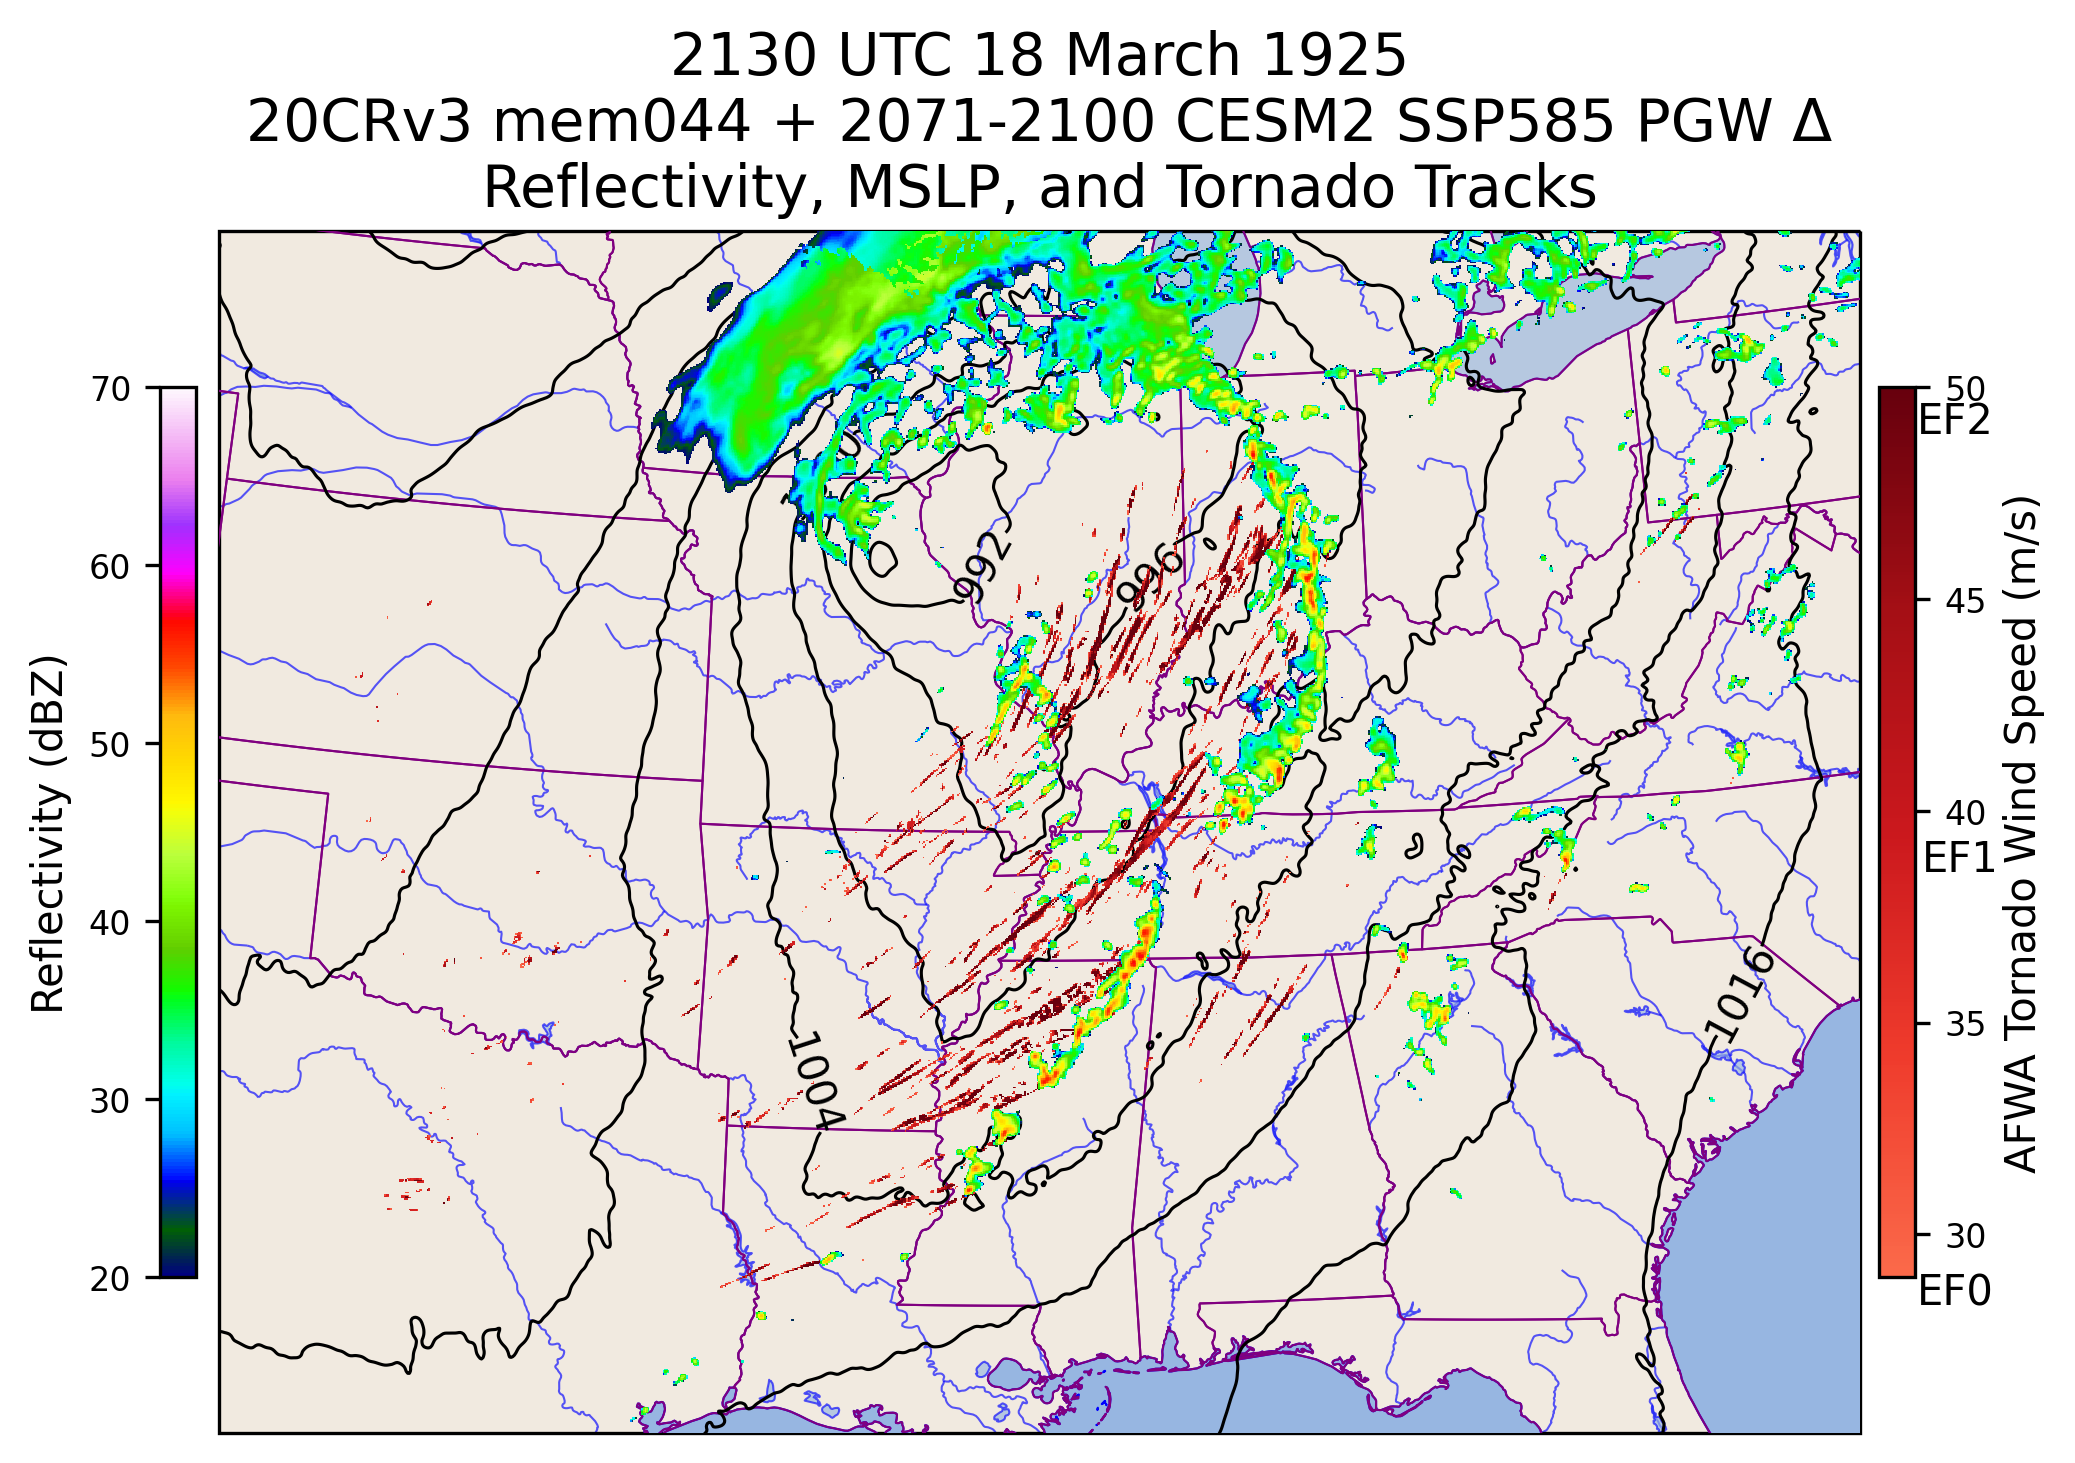 2130 UTC 18 March 1925
20CRv3 mem044 + 2071-2100 CESM2 SSP585 PGW Δ
Reflectivity, MSLP, and Tornado Tracks
Reflectivity (dBZ)
70
60
50
40
30
20
992
996
1004
1016
50
EF2
45
40
EF1
35
30
EF0
AFWA Tornado Wind Speed (m/s)